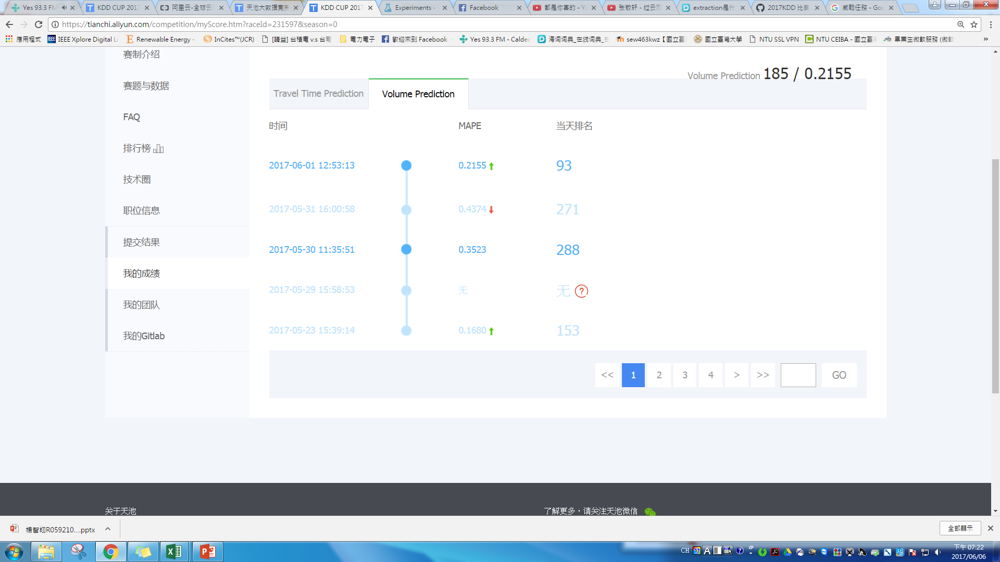 Yes 93.3 FM
KDD CUP 2017
阿里云-全球云
天池大数据竞赛
KDD CUP 2017
Experiments -
Facebook
都是你害的 - Y
张敬轩 - 过云雨
extraction是什
2017KDD 比赛
威翰任務 - Goo
https://tianchi.aliyun.com/competition/myScore.htm?raceId=231597&season=0
應用程式
IEEE Xplore Digital Li
Renewable Energy -
InCites™(JCR)
[請益] 台積電 v.s 台電
電力電子
歡迎來到 Facebook
Yes 93.3 FM - Caldec
海词词典_在线词典_在
sew463kwz【國立臺
國立臺灣大學
NTU SSL VPN
NTU CEIBA - 國立臺
畢業生微軟服務 (微軟
赛制介绍
赛题与数据
FAQ
排行榜
技术圈
职位信息
提交结果
我的成绩
我的团队
我的Gitlab
Volume Prediction 185 / 0.2155
Travel Time Prediction
Volume Prediction
时间 MAPE 当天排名
2017-06-01 12:53:13 0.2155 93
2017-05-31 16:00:58 0.4374 271
2017-05-30 11:35:51 0.3523 288
2017-05-29 15:58:53 无 无 ?
2017-05-23 15:39:14 0.1680 153
<< 1 2 3 4 > >> GO
关于天池
了解更多，请关注天池微信
楊智翔R059210....pptx
全部顯示
CH
下午 07:22
2017/06/06